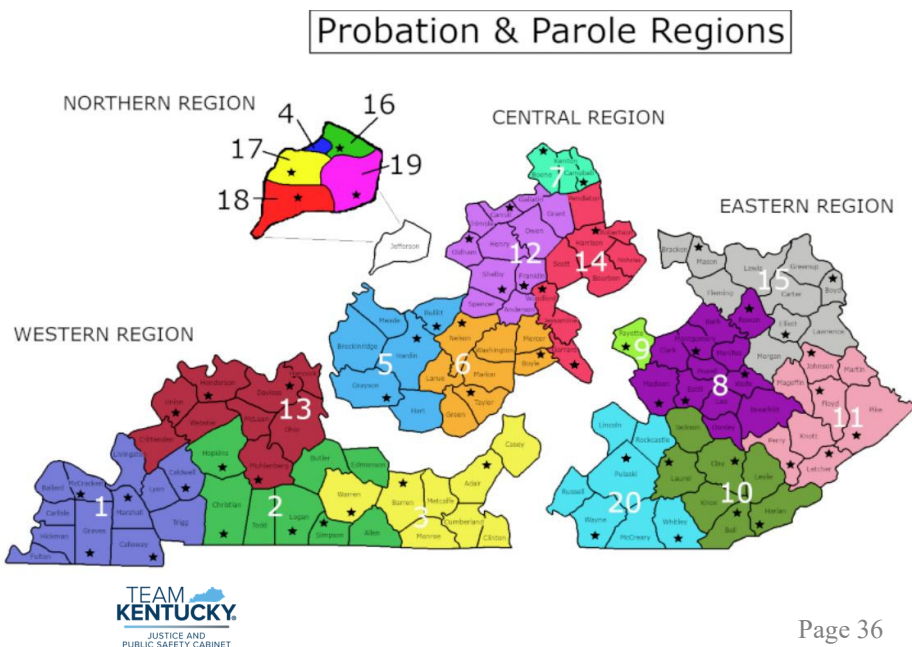 Probation & Parole Regions
NORTHERN REGION
4
16
17
19
18
Jefferson
CENTRAL REGION
7
Boone
Kenton
Campbell
Gallatin
Pendleton
Carroll
Grant
Owen
Oldham
Henry
12
Shelby
Franklin
Spencer
Anderson
14
Harrison
Scott
Bourbon
Nicholas
Robertson
Woodford
Mercer
Boyle
Meade
Bullitt
Breckinridge
Hardin
5
Grayson
Hart
Nelson
Washington
6
Larue
Marion
Green
Taylor
EASTERN REGION
Bracken
Mason
Lewis
Greenup
15
Fleming
Carter
Boyd
Elliott
Lawrence
Morgan
Fayette
9
Bath
Montgomery
Menifee
Clark
Powell
Wolfe
Madison
Estill
8
Lee
Breathitt
Owsley
Johnson
Martin
Magoffin
Floyd
Pike
11
Knott
Perry
Letcher
Lincoln
Rockcastle
Pulaski
Russell
20
Wayne
McCreary
Whitley
Jackson
Laurel
Clay
Leslie
Knox
10
Bell
Harlan
WESTERN REGION
Henderson
Union
Daviess
13
Webster
McLean
Ohio
Crittenden
Muhlenberg
Livingston
Caldwell
Lyon
Ballard
McCracken
1
Carlisle
Marshall
Graves
Trigg
Hickman
Calloway
Fulton
Hopkins
Christian
2
Todd
Logan
Simpson
Allen
Butler
Edmonson
Warren
Barren
3
Metcalfe
Adair
Casey
Cumberland
Monroe
Clinton
TEAM
KENTUCKY.
JUSTICE AND
PUBLIC SAFETY CABINET
Page 36